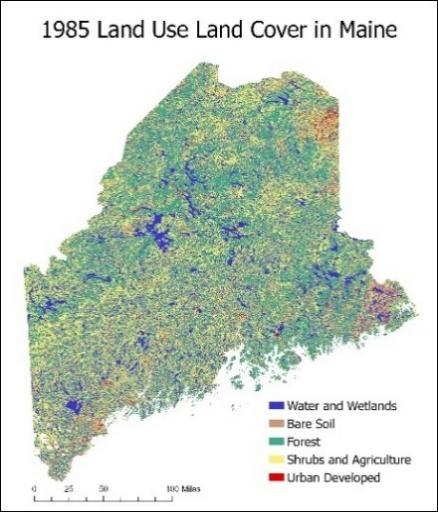 1985 Land Use Land Cover in Maine
Water and Wetlands
Bare Soil
Forest
Shrubs and Agriculture
Urban Developed
0 25 50 100 Miles